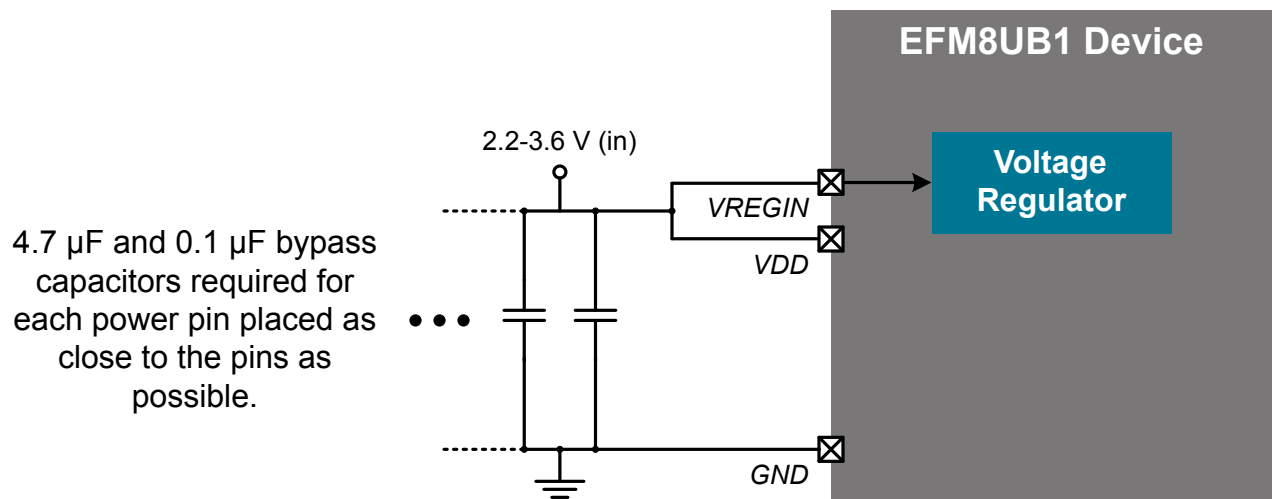 EFM8UB1 Device
2.2-3.6 V (in)
Voltage
Regulator
VREGIN
VDD
4.7 µF and 0.1 µF bypass
capacitors required for
each power pin placed as
close to the pins as
possible.
GND